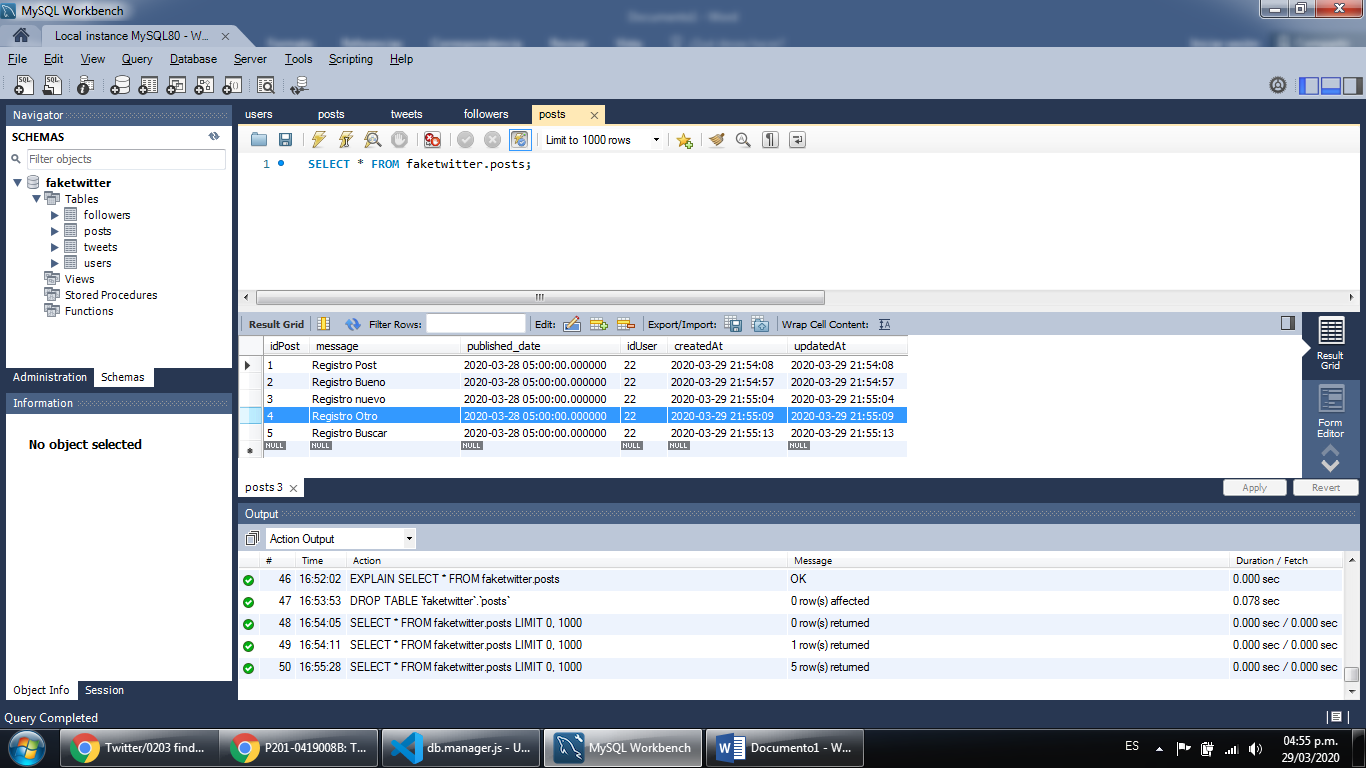 MySQL Workbench
Documento1 - Word
Local instance MySQL80 - W...
File Edit View Query Database Server Tools Scripting Help
Navigator
SCHEMAS
Filter objects
faketwitter
Tables
followers
posts
tweets
users
Views
Stored Procedures
Functions
Administration Schemas
Information
No object selected
Object Info Session
users posts tweets followers posts
Limit to 1000 rows
1 SELECT * FROM faketwitter.posts;
Result Grid Filter Rows: Edit: Export/Import: Wrap Cell Content:
idPost message published_date idUser createdAt updatedAt
1 Registro Post 2020-03-28 05:00:00.000000 22 2020-03-29 21:54:08 2020-03-29 21:54:08
2 Registro Bueno 2020-03-28 05:00:00.000000 22 2020-03-29 21:54:57 2020-03-29 21:54:57
3 Registro nuevo 2020-03-28 05:00:00.000000 22 2020-03-29 21:55:04 2020-03-29 21:55:04
4 Registro Otro 2020-03-28 05:00:00.000000 22 2020-03-29 21:55:09 2020-03-29 21:55:09
5 Registro Buscar 2020-03-28 05:00:00.000000 22 2020-03-29 21:55:13 2020-03-29 21:55:13
NULL NULL NULL NULL NULL NULL
Result
Grid
Form
Editor
posts 3
Apply Revert
Output
Action Output
# Time Action Message Duration / Fetch
46 16:52:02 EXPLAIN SELECT * FROM faketwitter.posts OK 0.000 sec
47 16:53:53 DROP TABLE `faketwitter`.`posts` 0 row(s) affected 0.078 sec
48 16:54:05 SELECT * FROM faketwitter.posts LIMIT 0, 1000 0 row(s) returned 0.000 sec / 0.000 sec
49 16:54:11 SELECT * FROM faketwitter.posts LIMIT 0, 1000 1 row(s) returned 0.000 sec / 0.000 sec
50 16:55:28 SELECT * FROM faketwitter.posts LIMIT 0, 1000 5 row(s) returned 0.000 sec / 0.000 sec
Query Completed
Twitter/0203 find... P201-0419008B: T... db.manager.js - U... MySQL Workbench Documento1 - W...
ES
04:55 p.m.
29/03/2020